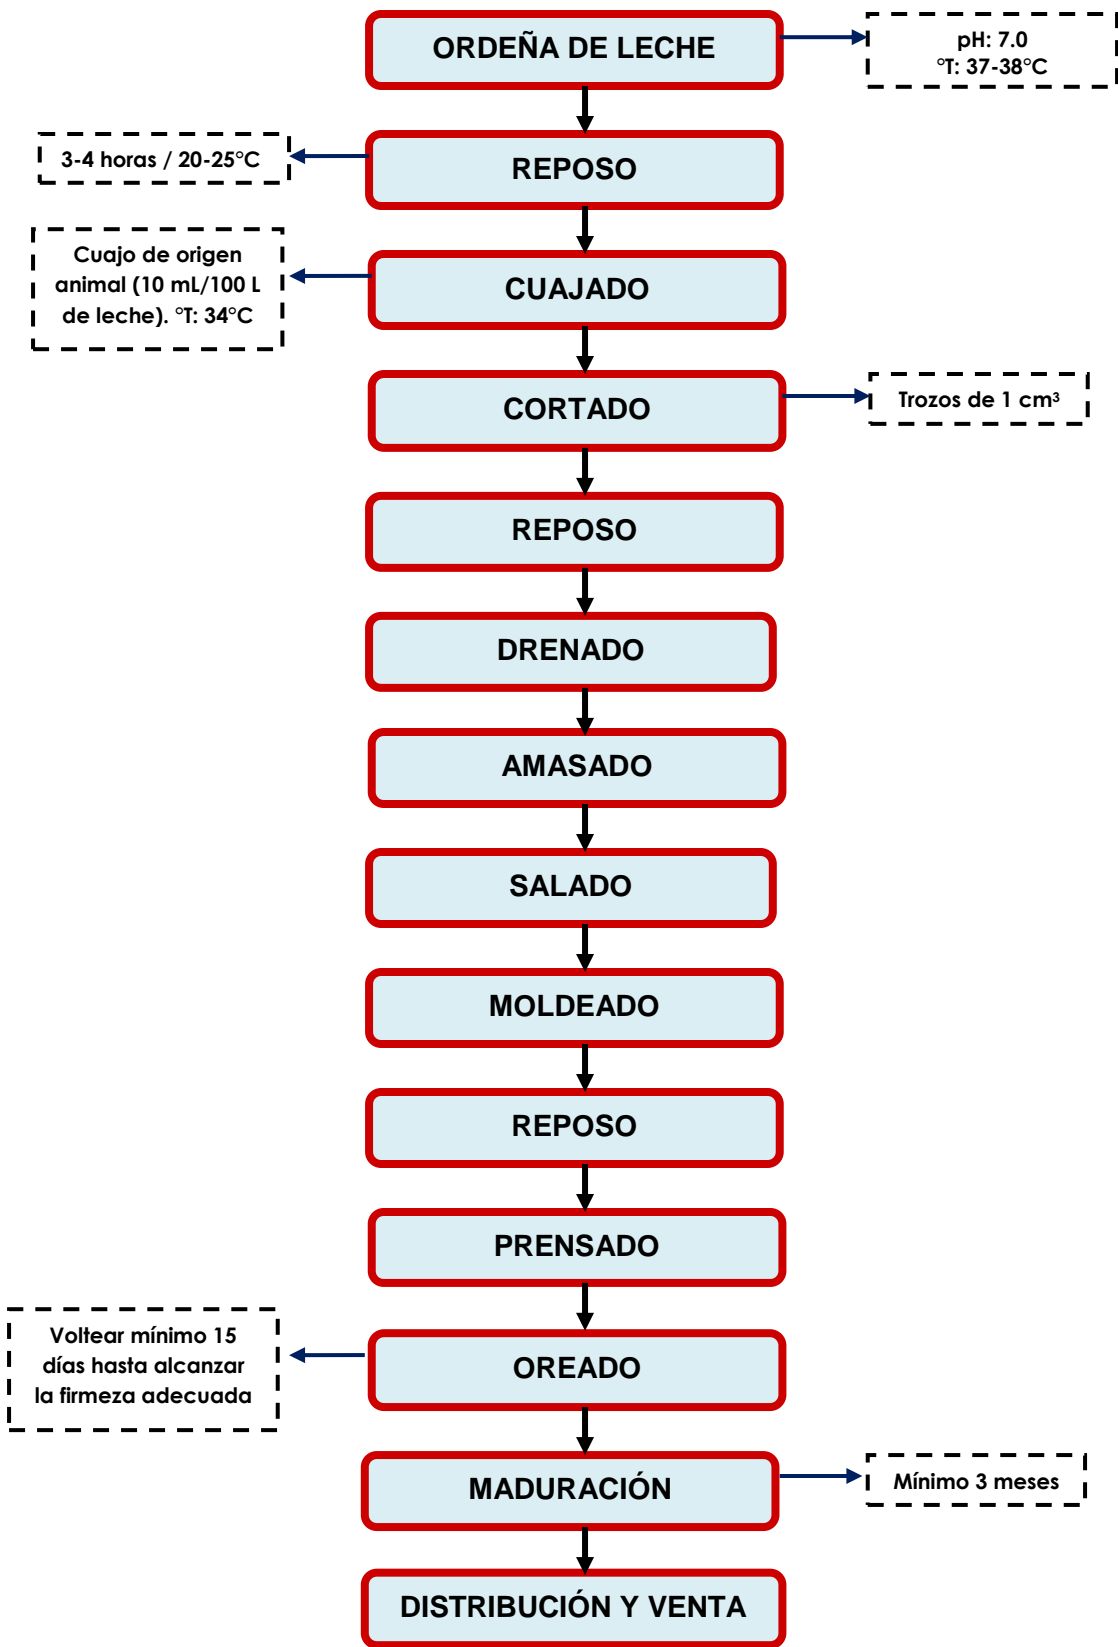 ORDEÑA DE LECHE
pH: 7.0
°T: 37-38°C
3-4 horas / 20-25°C
REPOSO
Cuajo de origen
animal (10 mL/100 L
de leche). °T: 34°C
CUAJADO
CORTADO
Trozos de 1 cm³
REPOSO
DRENADO
AMASADO
SALADO
MOLDEADO
REPOSO
PRENSADO
Voltear mínimo 15
días hasta alcanzar
la firmeza adecuada
OREADO
MADURACIÓN
Mínimo 3 meses
DISTRIBUCIÓN Y VENTA